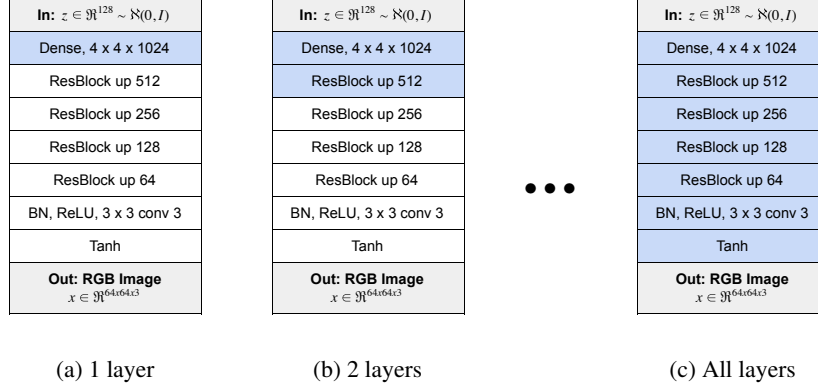 In: z ∈ ℜ^128 ~ ℵ(0,I)
Dense, 4 x 4 x 1024
ResBlock up 512
ResBlock up 256
ResBlock up 128
ResBlock up 64
BN, ReLU, 3 x 3 conv 3
Tanh
Out: RGB Image
x ∈ ℜ^64x64x3
(a) 1 layer
In: z ∈ ℜ^128 ~ ℵ(0,I)
Dense, 4 x 4 x 1024
ResBlock up 512
ResBlock up 256
ResBlock up 128
ResBlock up 64
BN, ReLU, 3 x 3 conv 3
Tanh
Out: RGB Image
x ∈ ℜ^64x64x3
(b) 2 layers
•••
In: z ∈ ℜ^128 ~ ℵ(0,I)
Dense, 4 x 4 x 1024
ResBlock up 512
ResBlock up 256
ResBlock up 128
ResBlock up 64
BN, ReLU, 3 x 3 conv 3
Tanh
Out: RGB Image
x ∈ ℜ^64x64x3
(c) All layers